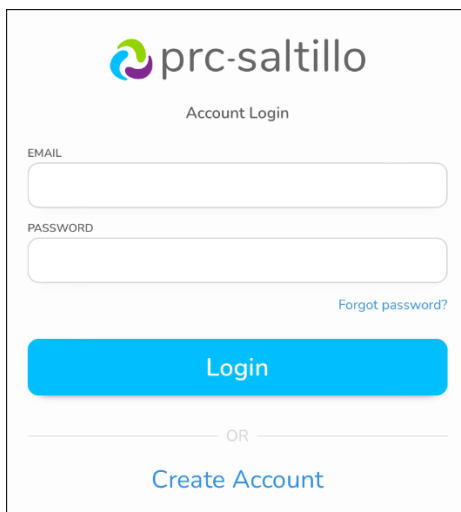 prc-saltillo
Account Login
EMAIL
PASSWORD
Forgot password?
Login
OR
Create Account